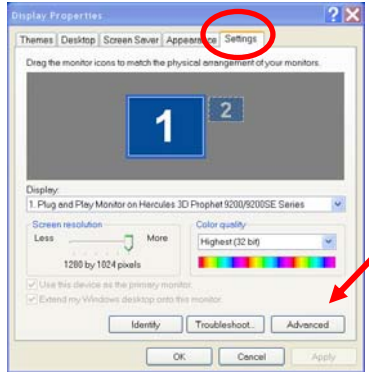 Display Properties
Themes Desktop Screen Saver Appearance Settings
Drag the monitor icons to match the physical arrangement of your monitors.
1 2
Display:
1. Plug and Play Monitor on Hercules 3D Prophet 9200/9200SE Series
Screen resolution
Less More
1280 by 1024 pixels
Color quality
Highest (32 bit)
Use this device as the primary monitor.
Extend my Windows desktop onto this monitor.
Identify Troubleshoot... Advanced
OK Cancel Apply